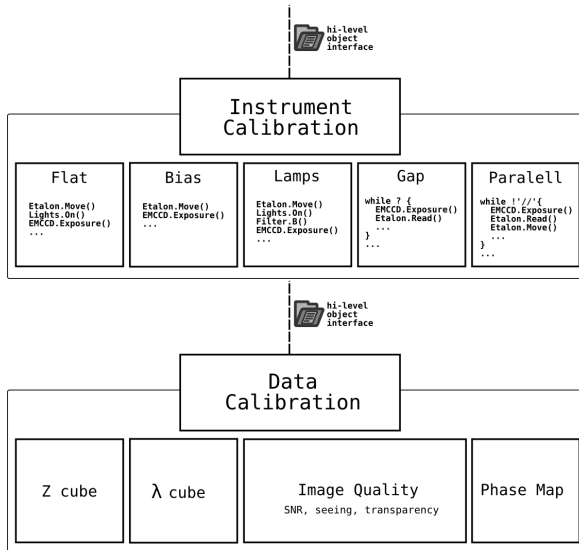 hi-level
object
interface
Instrument
Calibration
Flat
Etalon.Move()
Lights.On()
EMCCD.Exposure()
...
Bias
Etalon.Move()
EMCCD.Exposure()
...
Lamps
Etalon.Move()
Lights.On()
Filter.B()
EMCCD.Exposure()
...
Gap
while ? {
EMCCD.Exposure()
Etalon.Read()
...
}
...
Paralell
while !'//'{
EMCCD.Exposure()
Etalon.Read()
Etalon.Move()
...
}
...
hi-level
object
interface
Data
Calibration
Z cube
λ cube
Image Quality
SNR, seeing, transparency
Phase Map